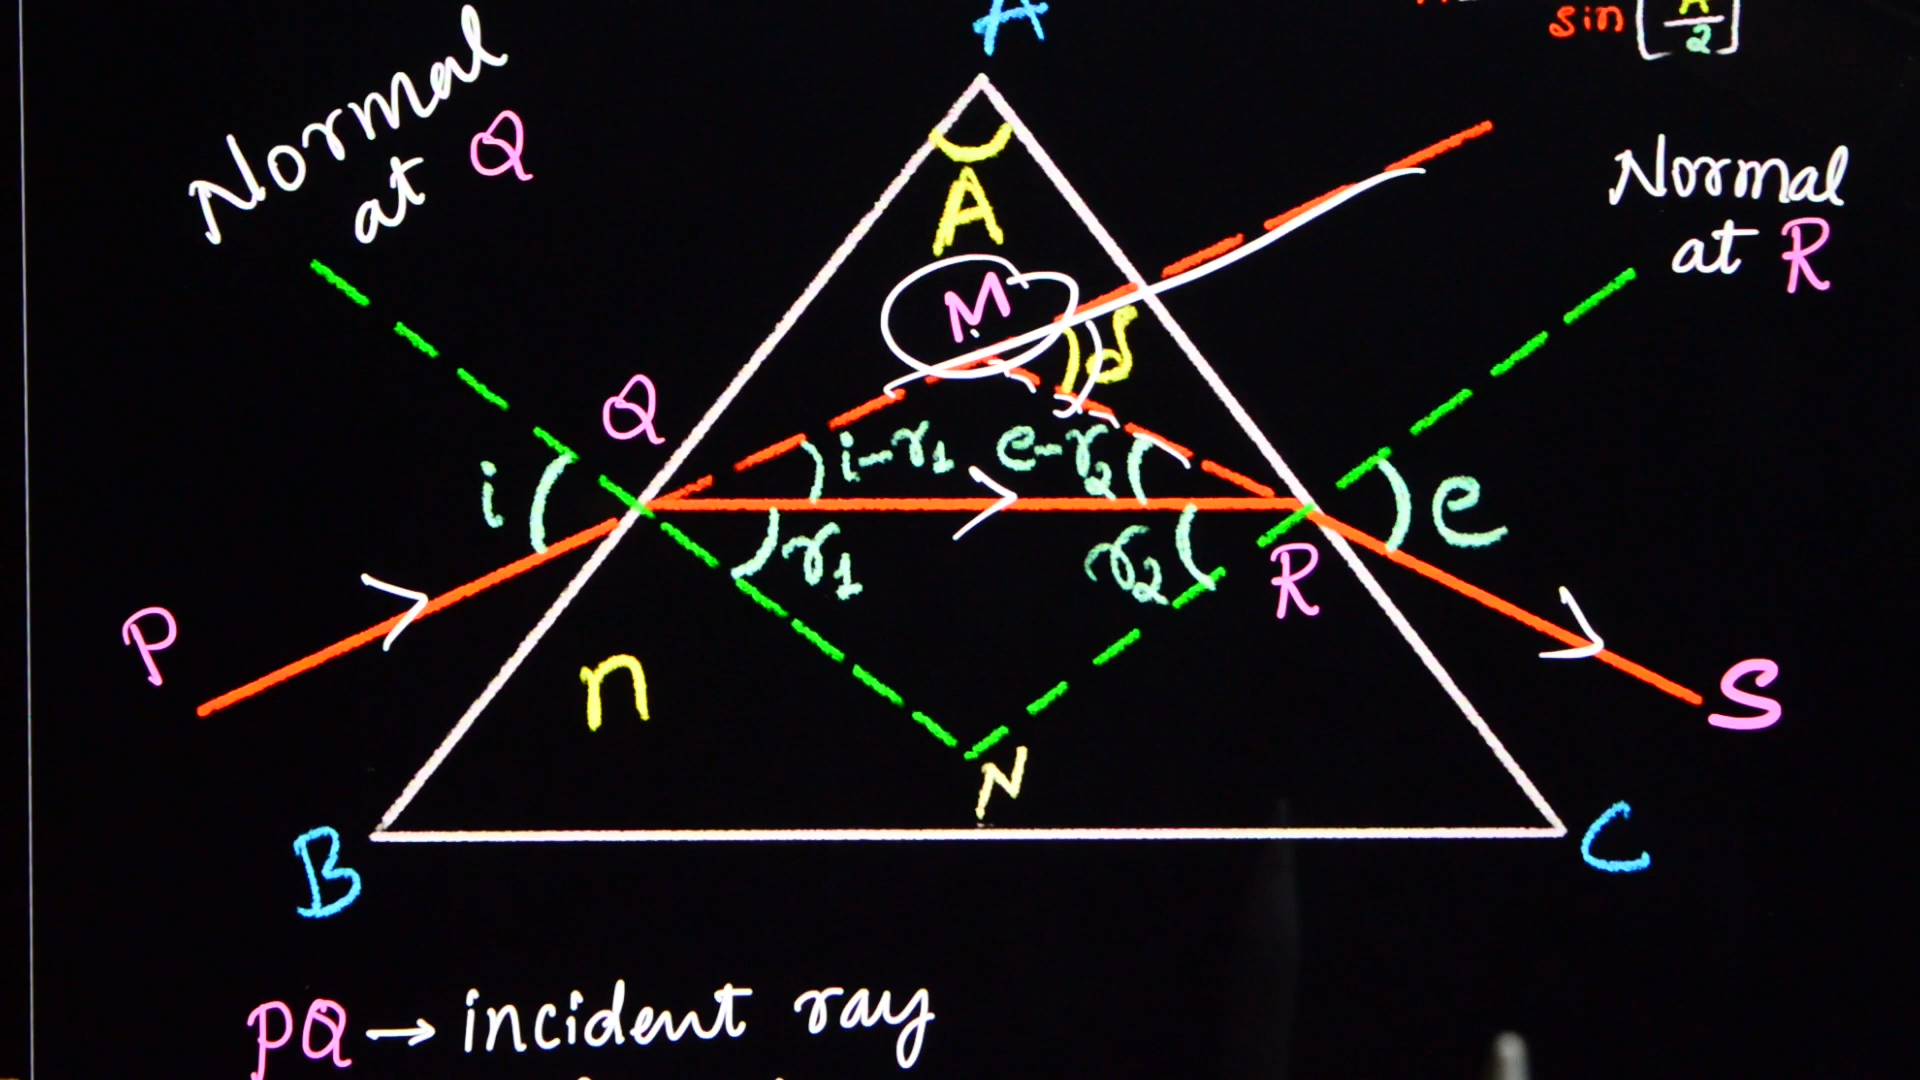 A
sin [A/2]
Normal
at Q
Normal
at R
A
M
δ
Q
i
i-r₁
e-r₂
e
r₁
r₂
R
P
n
S
N
B
C
PQ → incident ray